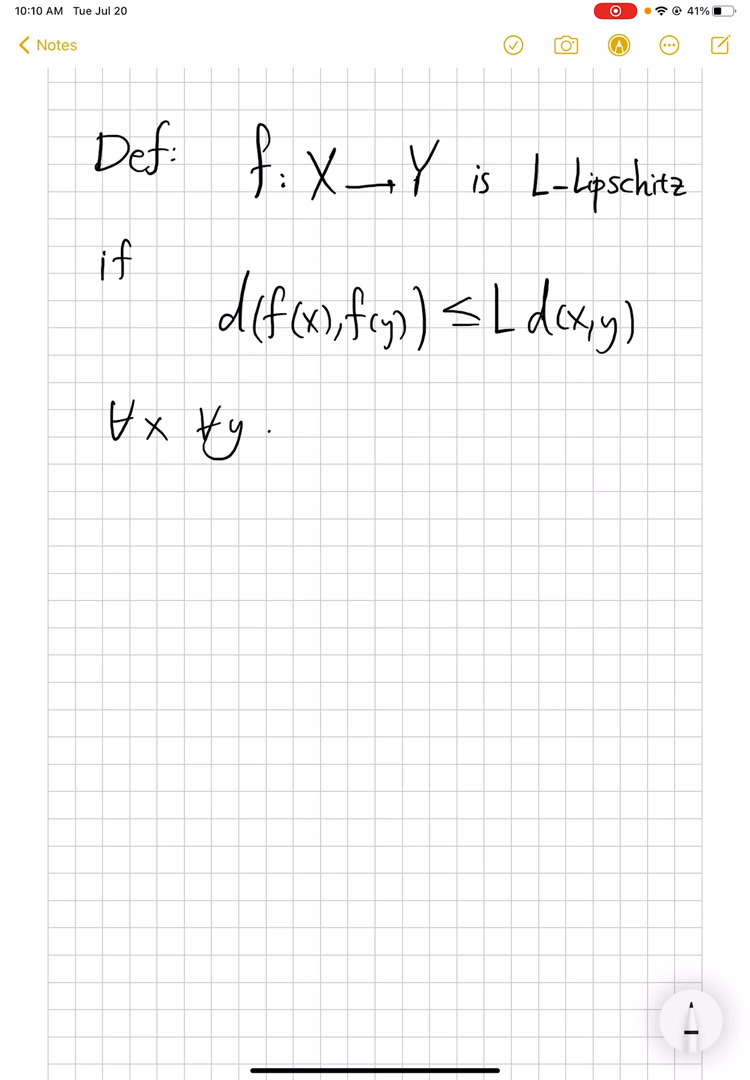 10:10 AM Tue Jul 20 41%
Notes
Def: f: X → Y is L-Lipschitz
if
d(f(x), f(y)) ≤ L d(x, y)
∀x ∀y.